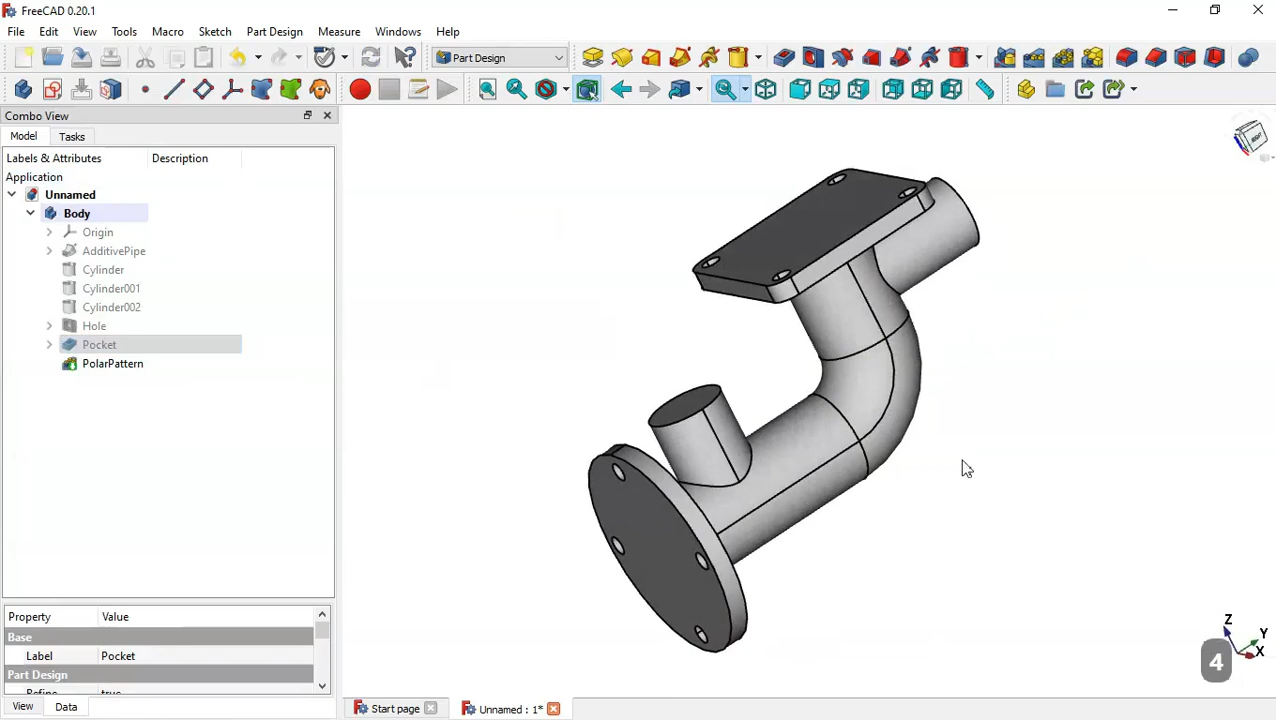 FreeCAD 0.20.1
File Edit View Tools Macro Sketch Part Design Measure Windows Help
Part Design
Combo View
Model Tasks
Labels & Attributes Description
Application
Unnamed
Body
Origin
AdditivePipe
Cylinder
Cylinder001
Cylinder002
Hole
Pocket
PolarPattern
Property Value
Base
Label Pocket
Part Design
Refine true
View Data
Start page Unnamed : 1*
RIGHT
Z
Y
X
4